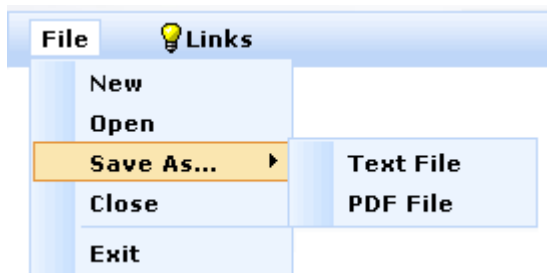 File Links
New
Open
Save As...
Text File
Close
PDF File
Exit